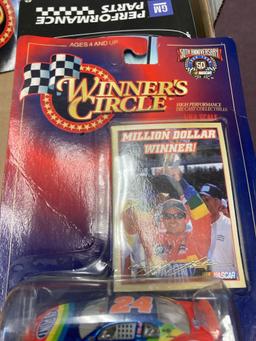 PERFORMANCE
PARTS
GM
AGES 4 AND UP
WINNER'S
CIRCLE
50TH ANNIVERSARY
50
NASCAR
HIGH PERFORMANCE
DIE CAST COLLECTIBLES
MILLION DOLLAR
WINNER!
NASCAR
24